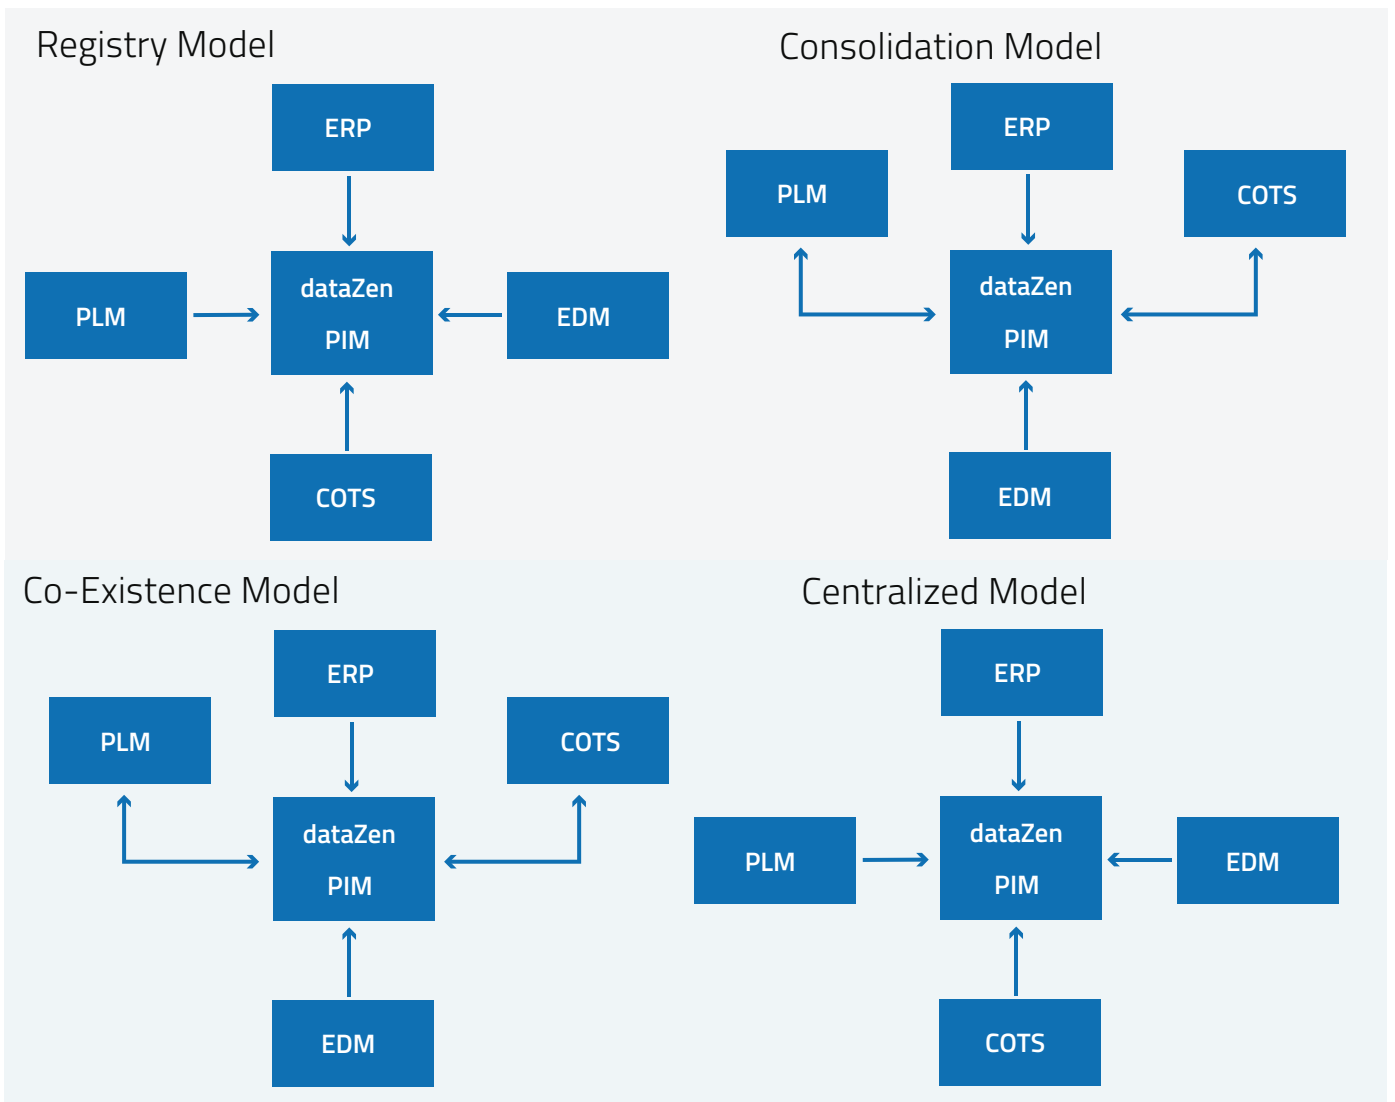 Registry Model
ERP
PLM
dataZen
PIM
EDM
COTS
Consolidation Model
ERP
PLM
COTS
dataZen
PIM
EDM
Co-Existence Model
ERP
PLM
COTS
dataZen
PIM
EDM
Centralized Model
ERP
PLM
dataZen
PIM
EDM
COTS